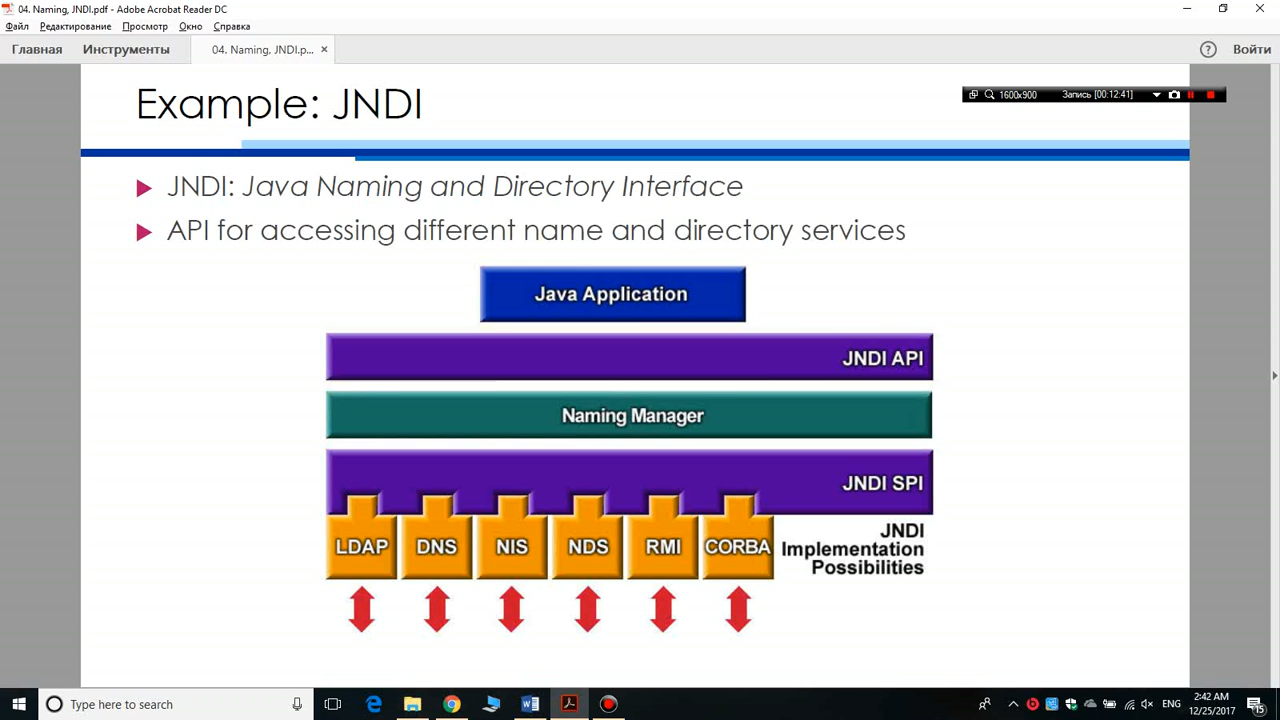 04. Naming, JNDI.pdf - Adobe Acrobat Reader DC
Файл Редактирование Просмотр Окно Справка
Главная Инструменты 04. Naming, JNDI.p... × ? Войти
Example: JNDI
1600x900 Запись [00:12:41]
JNDI: Java Naming and Directory Interface
API for accessing different name and directory services
Java Application
JNDI API
Naming Manager
JNDI SPI
LDAP DNS NIS NDS RMI CORBA
JNDI
Implementation
Possibilities
Type here to search
ENG
2:42 AM
12/25/2017
15